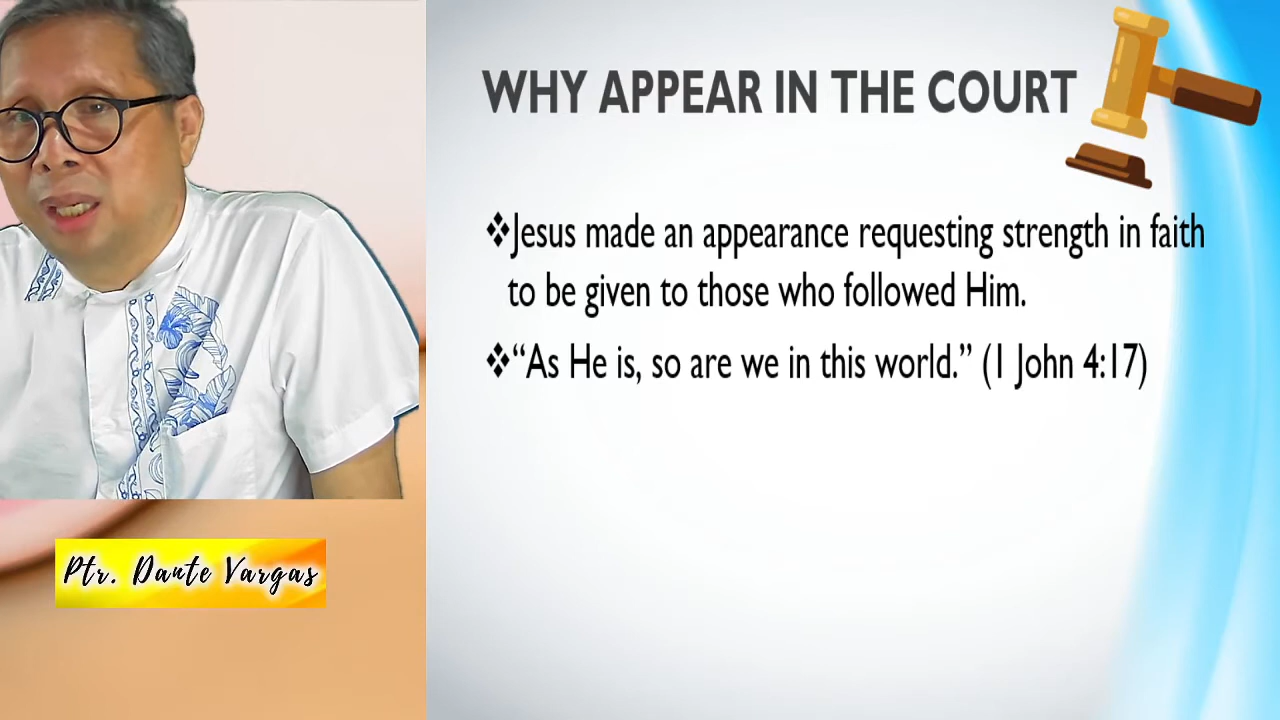 WHY APPEAR IN THE COURT
❖Jesus made an appearance requesting strength in faith
to be given to those who followed Him.
❖“As He is, so are we in this world.” (1 John 4:17)
Ptr. Dante Vargas